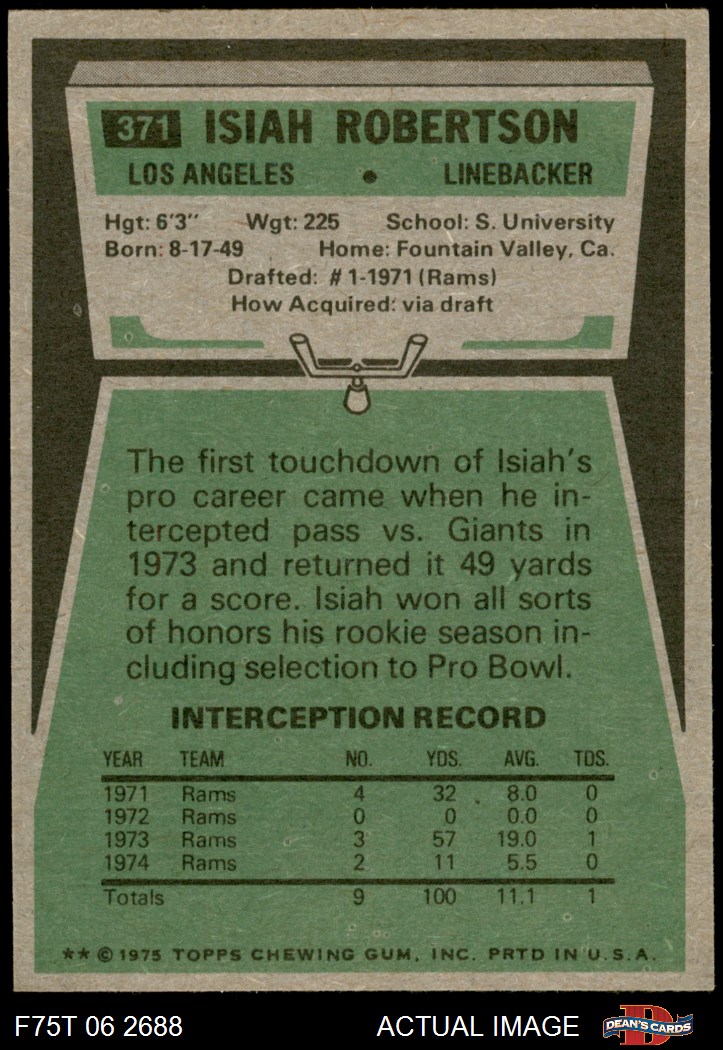 371 ISIAH ROBERTSON
LOS ANGELES • LINEBACKER
Hgt: 6'3" Wgt: 225 School: S. University
Born: 8-17-49 Home: Fountain Valley, Ca.
Drafted: #1-1971 (Rams)
How Acquired: via draft
The first touchdown of Isiah's
pro career came when he in-
tercepted pass vs. Giants in
1973 and returned it 49 yards
for a score. Isiah won all sorts
of honors his rookie season in-
cluding selection to Pro Bowl.
INTERCEPTION RECORD
YEAR TEAM NO. YDS. AVG. TDS.
1971 Rams 4 32 8.0 0
1972 Rams 0 0 0.0 0
1973 Rams 3 57 19.0 1
1974 Rams 2 11 5.5 0
Totals 9 100 11.1 1
** © 1975 TOPPS CHEWING GUM, INC. PRTD IN U.S.A.
F75T 06 2688 ACTUAL IMAGE D DEAN'S CARDS